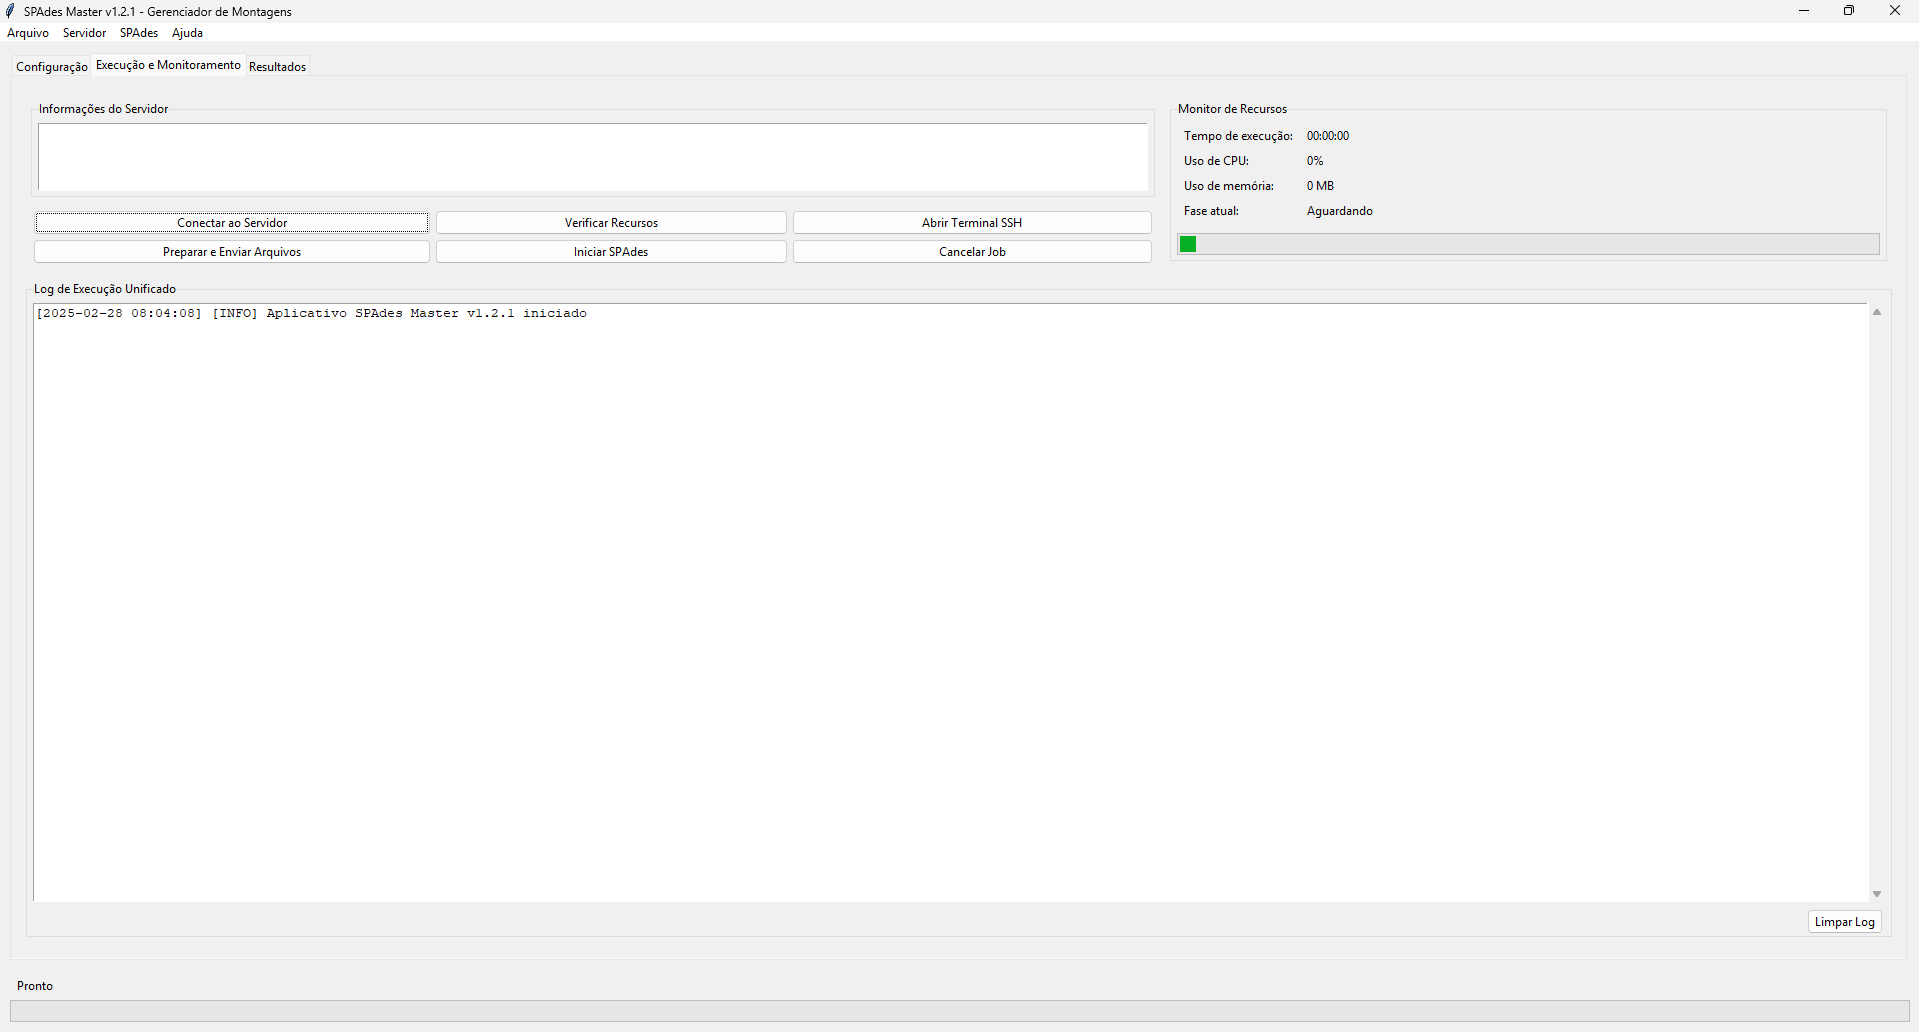 SPAdes Master v1.2.1 - Gerenciador de Montagens
Arquivo Servidor SPAdes Ajuda
Configuração Execução e Monitoramento Resultados
Informações do Servidor
Conectar ao Servidor Verificar Recursos Abrir Terminal SSH
Preparar e Enviar Arquivos Iniciar SPAdes Cancelar Job
Monitor de Recursos
Tempo de execução: 00:00:00
Uso de CPU: 0%
Uso de memória: 0 MB
Fase atual: Aguardando
Log de Execução Unificado
[2025-02-28 08:04:08] [INFO] Aplicativo SPAdes Master v1.2.1 iniciado
Limpar Log
Pronto